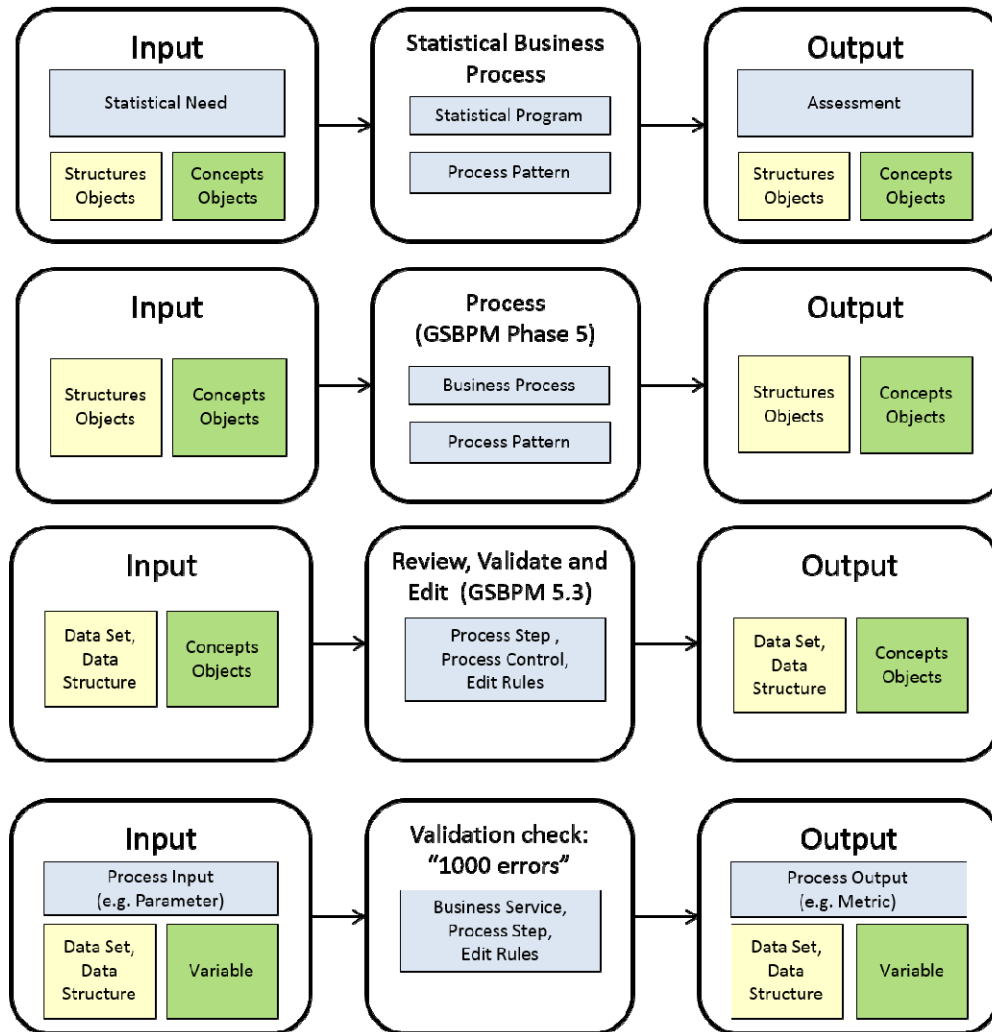 Input
Statistical Need
Structures
Objects
Concepts
Objects
Statistical Business
Process
Statistical Program
Process Pattern
Output
Assessment
Structures
Objects
Concepts
Objects
Input
Structures
Objects
Concepts
Objects
Process
(GSBPM Phase 5)
Business Process
Process Pattern
Output
Structures
Objects
Concepts
Objects
Input
Data Set,
Data
Structure
Concepts
Objects
Review, Validate and
Edit (GSBPM 5.3)
Process Step ,
Process Control,
Edit Rules
Output
Data Set,
Data
Structure
Concepts
Objects
Input
Process Input
(e.g. Parameter)
Data Set,
Data
Structure
Variable
Validation check:
“1000 errors”
Business Service,
Process Step,
Edit Rules
Output
Process Output
(e.g. Metric)
Data Set,
Data
Structure
Variable